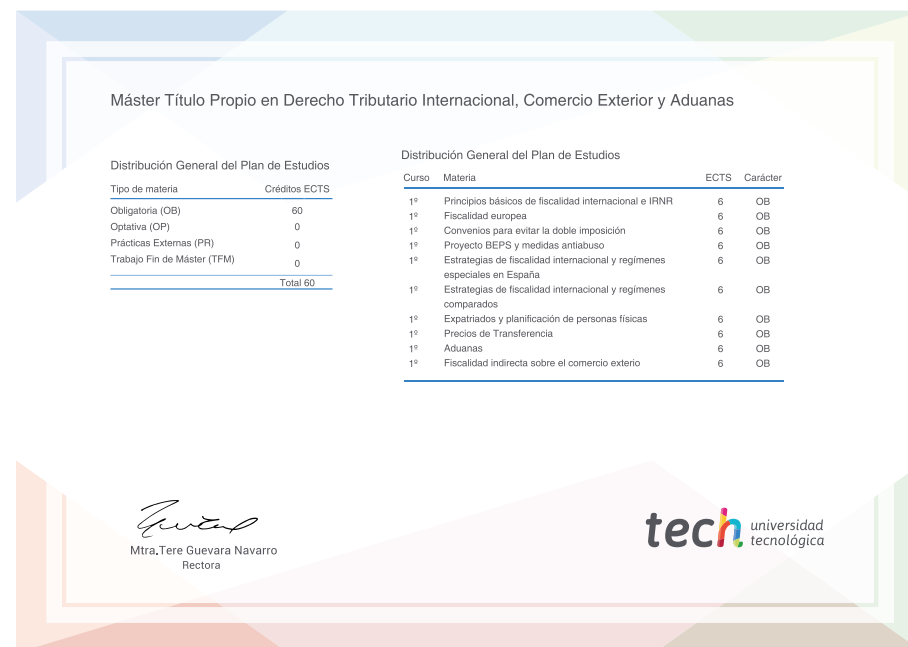 Máster Título Propio en Derecho Tributario Internacional, Comercio Exterior y Aduanas
Distribución General del Plan de Estudios
Tipo de materia Créditos ECTS
Obligatoria (OB) 60
Optativa (OP) 0
Prácticas Externas (PR) 0
Trabajo Fin de Máster (TFM) 0
Total 60
Distribución General del Plan de Estudios
Curso Materia ECTS Carácter
1º Principios básicos de fiscalidad internacional e IRNR 6 OB
1º Fiscalidad europea 6 OB
1º Convenios para evitar la doble imposición 6 OB
1º Proyecto BEPS y medidas antiabuso 6 OB
1º Estrategias de fiscalidad internacional y regímenes 6 OB
especiales en España
1º Estrategias de fiscalidad internacional y regímenes 6 OB
comparados
1º Expatriados y planificación de personas físicas 6 OB
1º Precios de Transferencia 6 OB
1º Aduanas 6 OB
1º Fiscalidad indirecta sobre el comercio exterio 6 OB
Mtra.Tere Guevara Navarro
Rectora
tech universidad
tecnológica